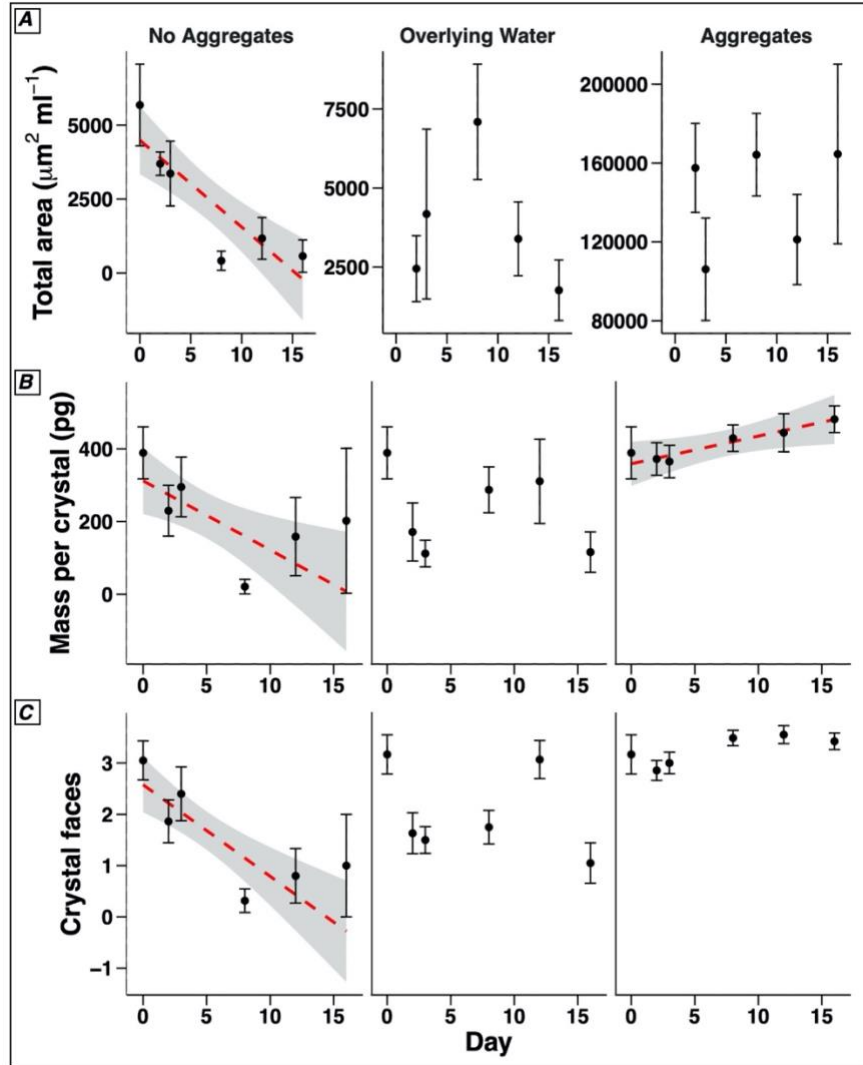 A
No Aggregates Overlying Water Aggregates
Total area (μm² ml⁻¹)
5000
2500
0
7500
5000
2500
200000
160000
120000
80000
0 5 10 15 0 5 10 15 0 5 10 15
B
Mass per crystal (pg)
400
200
0
0 5 10 15 0 5 10 15 0 5 10 15
C
Crystal faces
3
2
1
0
−1
0 5 10 15 0 5 10 15 0 5 10 15
Day